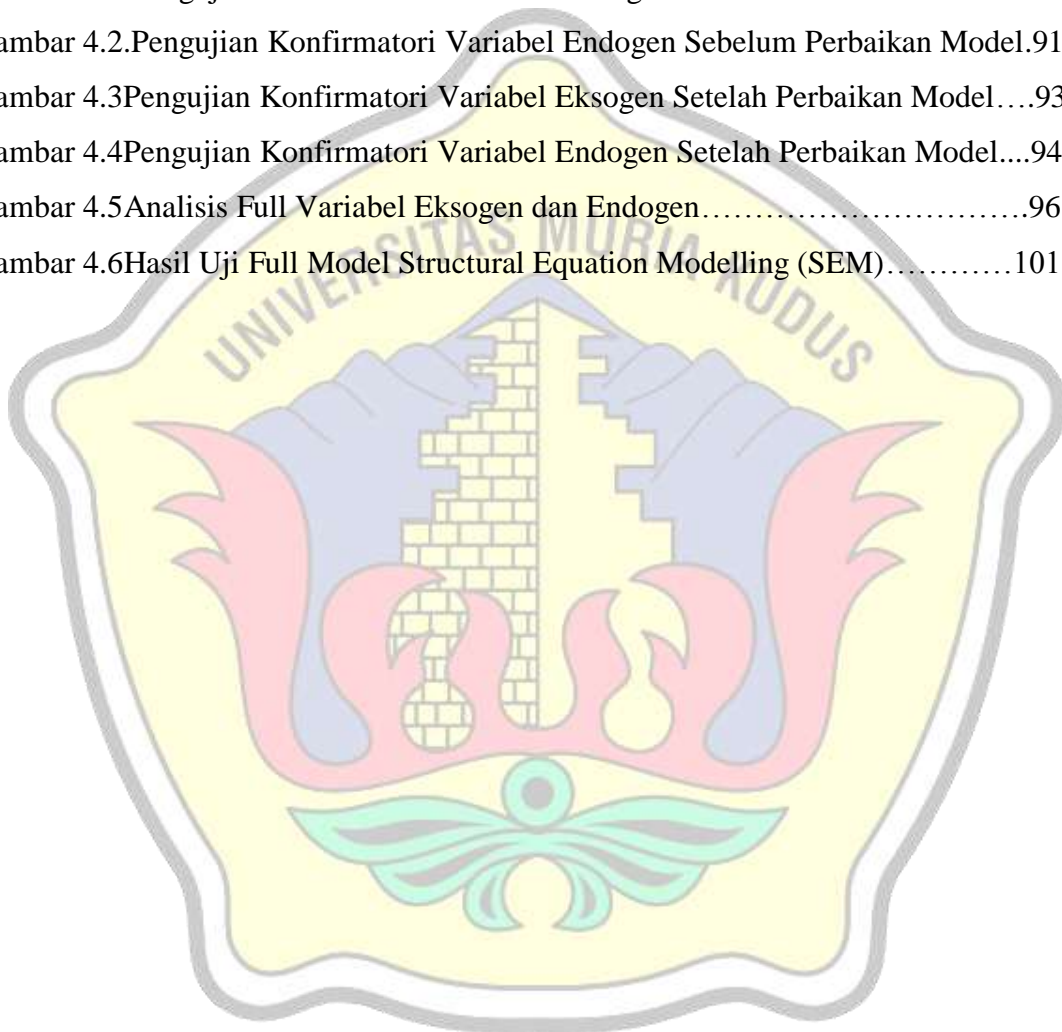 ambar 4.2.Pengujian Konfirmatori Variabel Endogen Sebelum Perbaikan Model.91
ambar 4.3Pengujian Konfirmatori Variabel Eksogen Setelah Perbaikan Model….93
ambar 4.4Pengujian Konfirmatori Variabel Endogen Setelah Perbaikan Model....94
ambar 4.5Analisis Full Variabel Eksogen dan Endogen……………………….96
ambar 4.6Hasil Uji Full Model Structural Equation Modelling (SEM)…………101
UNIVERSITAS MURIA KUDUS